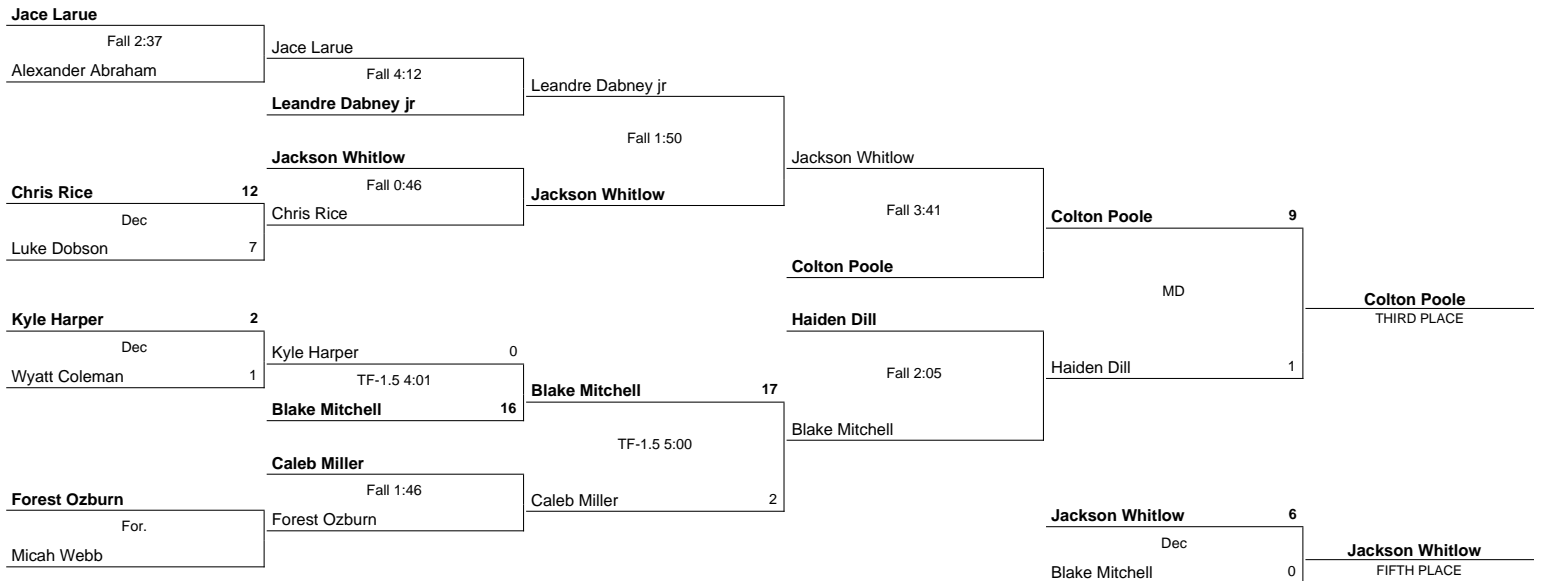 Jace Larue
Fall 2:37
Alexander Abraham
Chris Rice 12
Dec
Luke Dobson 7
Kyle Harper 2
Dec
Wyatt Coleman 1
Forest Ozburn
For.
Micah Webb
Jace Larue
Fall 4:12
Leandre Dabney jr
Jackson Whitlow
Fall 0:46
Chris Rice
Kyle Harper 0
TF-1.5 4:01
Blake Mitchell 16
Caleb Miller
Fall 1:46
Forest Ozburn
Leandre Dabney jr
Fall 1:50
Jackson Whitlow
Blake Mitchell 17
TF-1.5 5:00
Caleb Miller 2
Jackson Whitlow
Fall 3:41
Colton Poole
Haiden Dill
Fall 2:05
Blake Mitchell
Colton Poole 9
MD
Haiden Dill 1
Colton Poole
THIRD PLACE
Jackson Whitlow 6
Dec
Blake Mitchell 0
Jackson Whitlow
FIFTH PLACE